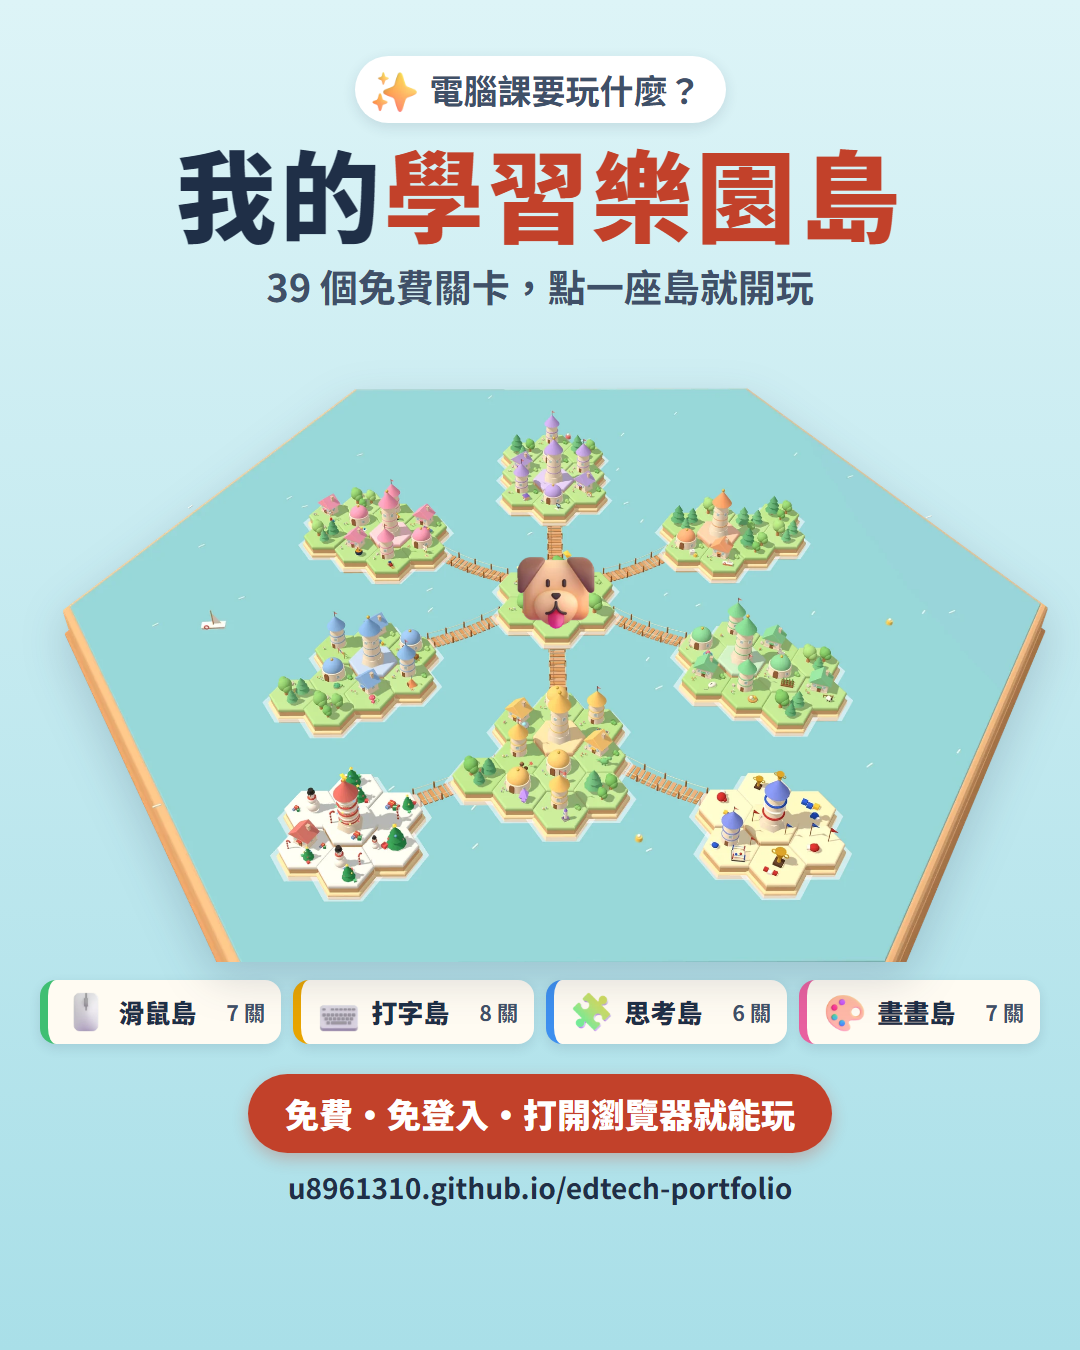 電腦課要玩什麼？
我的學習樂園島
39 個免費關卡，點一座島就開玩
滑鼠島 7 關
打字島 8 關
思考島 6 關
畫畫島 7 關
免費・免登入・打開瀏覽器就能玩
u8961310.github.io/edtech-portfolio